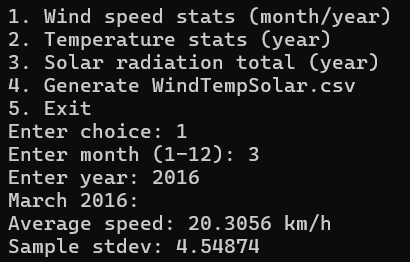 1. Wind speed stats (month/year)
2. Temperature stats (year)
3. Solar radiation total (year)
4. Generate WindTempSolar.csv
5. Exit
Enter choice: 1
Enter month (1-12): 3
Enter year: 2016
March 2016:
Average speed: 20.3056 km/h
Sample stdev: 4.54874